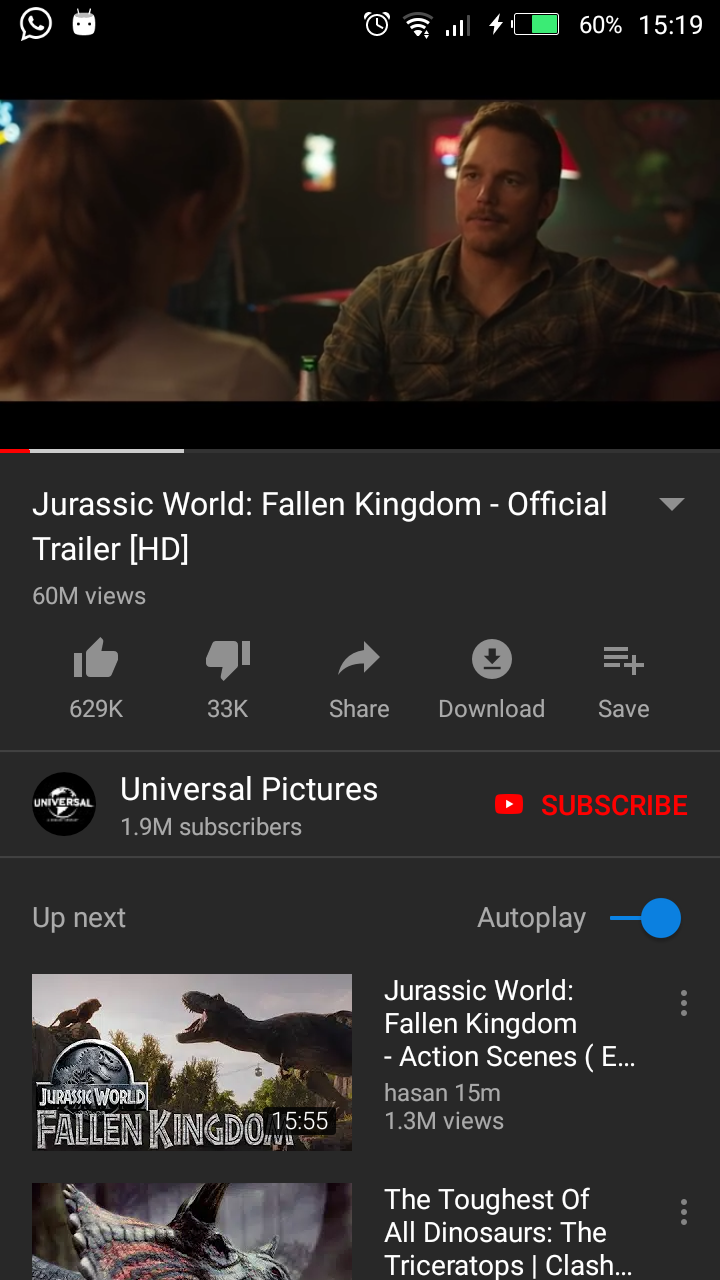 60% 15:19
Jurassic World: Fallen Kingdom - Official
Trailer [HD]
60M views
629K 33K Share Download Save
UNIVERSAL
Universal Pictures
1.9M subscribers
SUBSCRIBE
Up next Autoplay
JURASSIC WORLD
FALLEN KINGDOM
15:55
Jurassic World:
Fallen Kingdom
- Action Scenes ( E...
hasan 15m
1.3M views
The Toughest Of
All Dinosaurs: The
Triceratops | Clash...